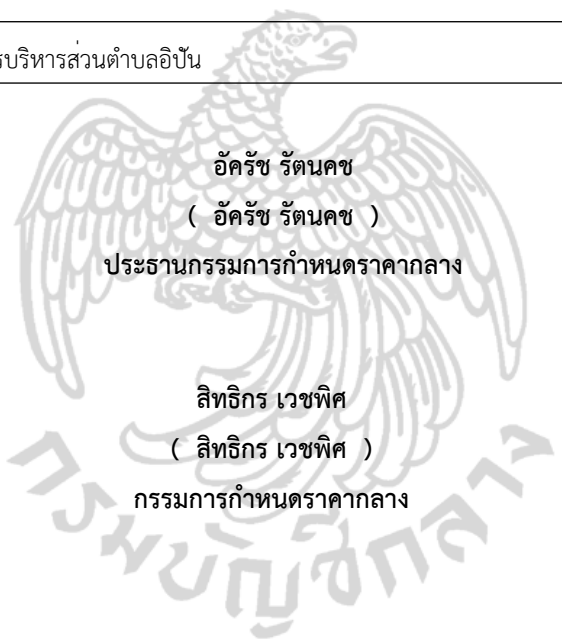 รบริหารส่วนตำบลอิปัน
อัครัช รัตนคช
( อัครัช รัตนคช )
ประธานกรรมการกำหนดราคากลาง
สิทธิกร เวชพิศ
( สิทธิกร เวชพิศ )
กรรมการกำหนดราคากลาง
กรมบัญชีกลาง